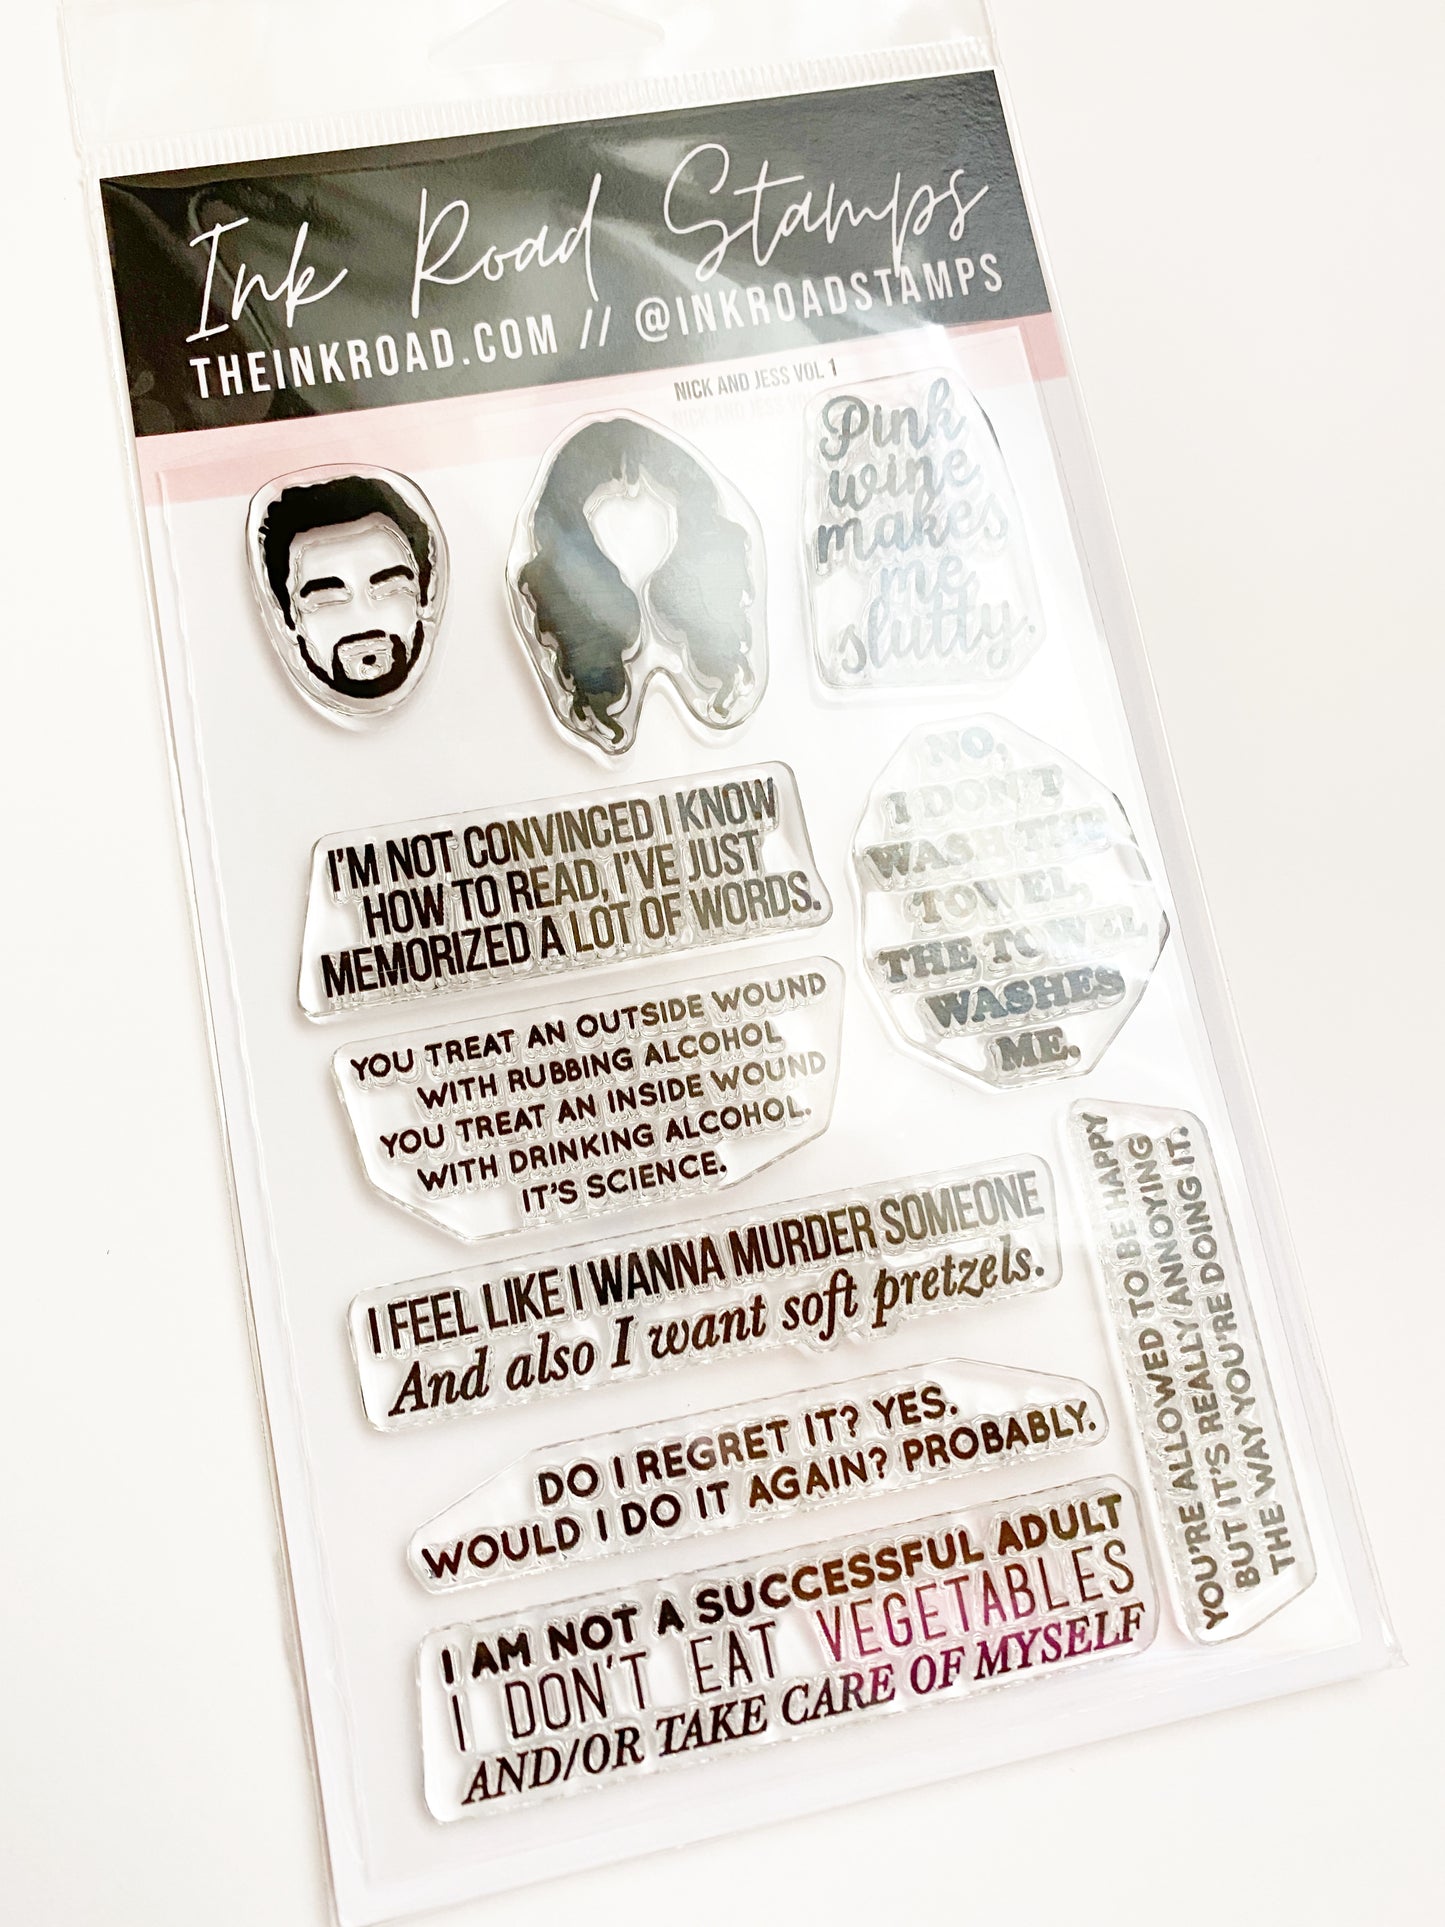 Ink Road Stamps
THEINKROAD.COM // @INKROADSTAMPS
NICK AND JESS VOL 1
Pink
wine
makes
me
slutty.
NO,
I DON'T
WASH THE
TOWEL,
THE TOWEL
WASHES
ME.
I'M NOT CONVINCED I KNOW
HOW TO READ, I'VE JUST
MEMORIZED A LOT OF WORDS.
YOU TREAT AN OUTSIDE WOUND
WITH RUBBING ALCOHOL
YOU TREAT AN INSIDE WOUND
WITH DRINKING ALCOHOL.
IT'S SCIENCE.
I FEEL LIKE I WANNA MURDER SOMEONE
And also I want soft pretzels.
YOU'RE ALLOWED TO BE HAPPY
BUT IT'S REALLY ANNOYING
THE WAY YOU'RE DOING IT.
DO I REGRET IT? YES.
WOULD I DO IT AGAIN? PROBABLY.
I AM NOT A SUCCESSFUL ADULT
I DON'T EAT VEGETABLES
AND/OR TAKE CARE OF MYSELF